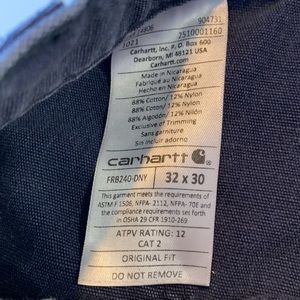 904731
1021 2510001160
Carhartt, Inc. P.O. Box 600
Dearborn, MI 48121 USA
Carhartt.com
Made in Nicaragua
Fabriqué au Nicaragua
Hecho en Nicaragua
88% Cotton/ 12% Nylon
88% Coton/ 12% Nylon
88% Algodón/ 12% Nilón
Exclusive of Trimming
Sans garniture
Sin incluir adorno
carhartt
FRB240-DNY 32 x 30
This garment meets the requirements of
ASTM F 1506, NFPA- 2112, NFPA- 70E and
the compliance requirements set forth
in OSHA 29 CFR 1910-269
ATPV RATING: 12
CAT 2
ORIGINAL FIT
DO NOT REMOVE